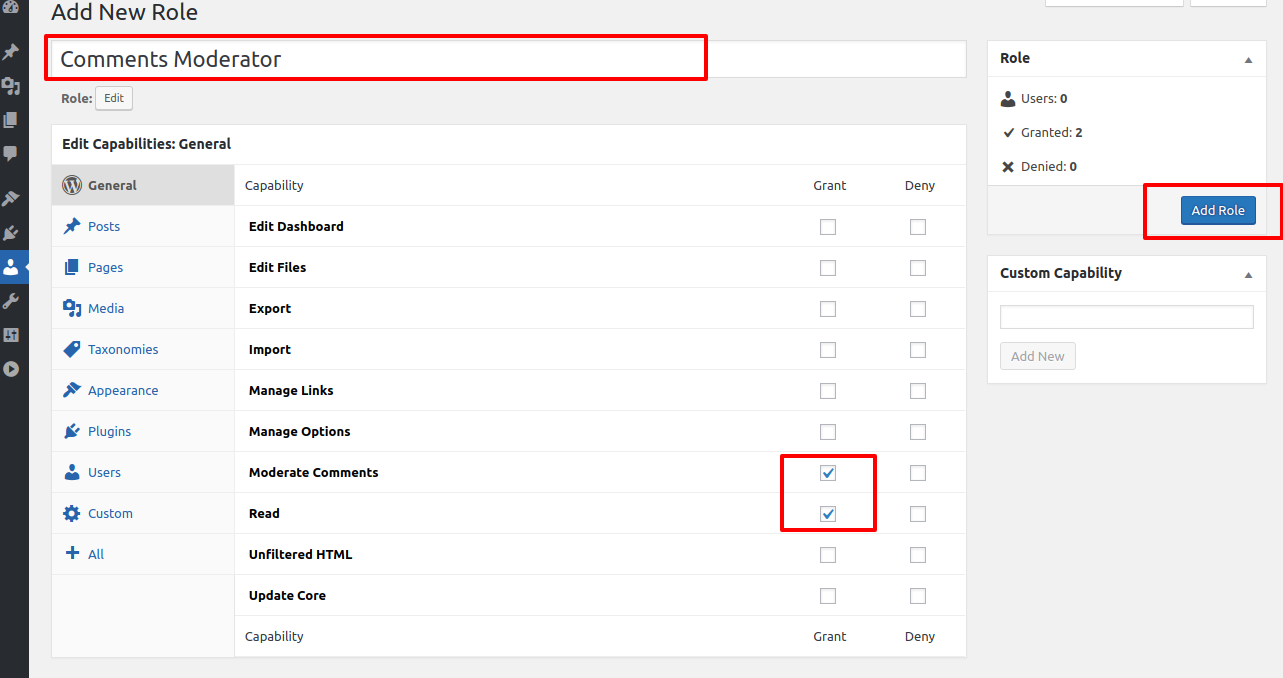 Add New Role
Comments Moderator
Role: Edit
Edit Capabilities: General
General
Posts
Pages
Media
Taxonomies
Appearance
Plugins
Users
Custom
All
Capability Grant Deny
Edit Dashboard
Edit Files
Export
Import
Manage Links
Manage Options
Moderate Comments
Read
Unfiltered HTML
Update Core
Capability Grant Deny
Role
Users: 0
Granted: 2
Denied: 0
Add Role
Custom Capability
Add New